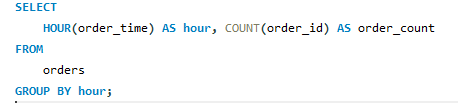 SELECT
HOUR(order_time) AS hour, COUNT(order_id) AS order_count
FROM
orders
GROUP BY hour;